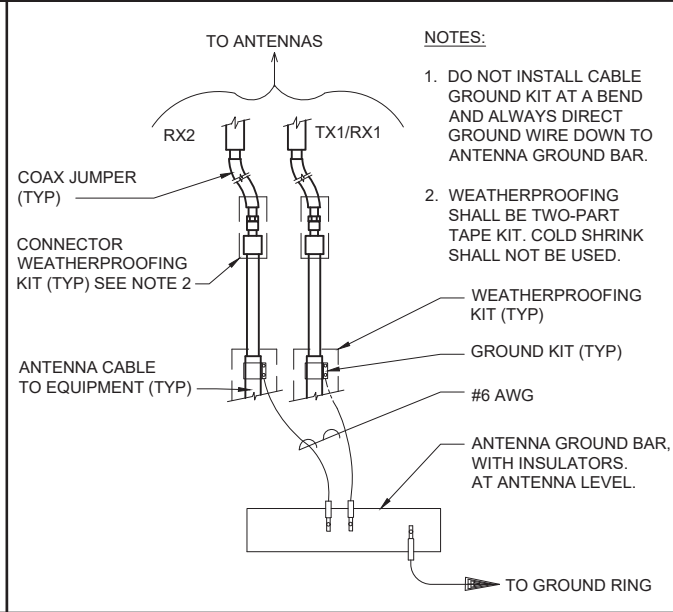 TO ANTENNAS
RX2
TX1/RX1
COAX JUMPER
(TYP)
CONNECTOR
WEATHERPROOFING
KIT (TYP) SEE NOTE 2
ANTENNA CABLE
TO EQUIPMENT (TYP)
NOTES:
1. DO NOT INSTALL CABLE
GROUND KIT AT A BEND
AND ALWAYS DIRECT
GROUND WIRE DOWN TO
ANTENNA GROUND BAR.
2. WEATHERPROOFING
SHALL BE TWO-PART
TAPE KIT. COLD SHRINK
SHALL NOT BE USED.
WEATHERPROOFING
KIT (TYP)
GROUND KIT (TYP)
#6 AWG
ANTENNA GROUND BAR,
WITH INSULATORS.
AT ANTENNA LEVEL.
TO GROUND RING